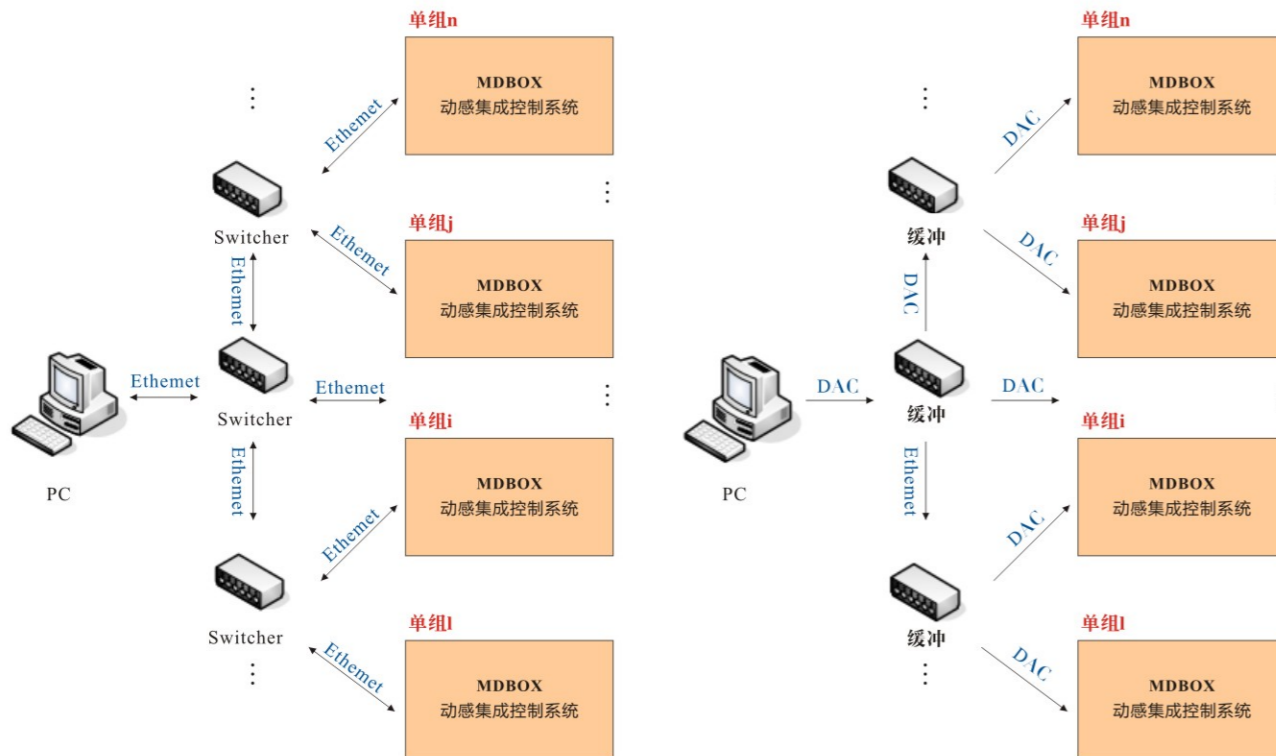 单组n
MDBOX
动感集成控制系统
Ethemet
⋮
Switcher
⋮
单组j
Ethemet
MDBOX
动感集成控制系统
Ethemet
PC
Ethemet
Switcher
Ethemet
⋮
单组i
Ethemet
MDBOX
动感集成控制系统
Ethemet
Switcher
⋮
单组l
Ethemet
MDBOX
动感集成控制系统
单组n
MDBOX
动感集成控制系统
DAC
⋮
缓冲
单组j
DAC
MDBOX
动感集成控制系统
DAC
DAC
缓冲
DAC
单组i
Ethemet
MDBOX
动感集成控制系统
DAC
缓冲
⋮
单组l
DAC
MDBOX
动感集成控制系统